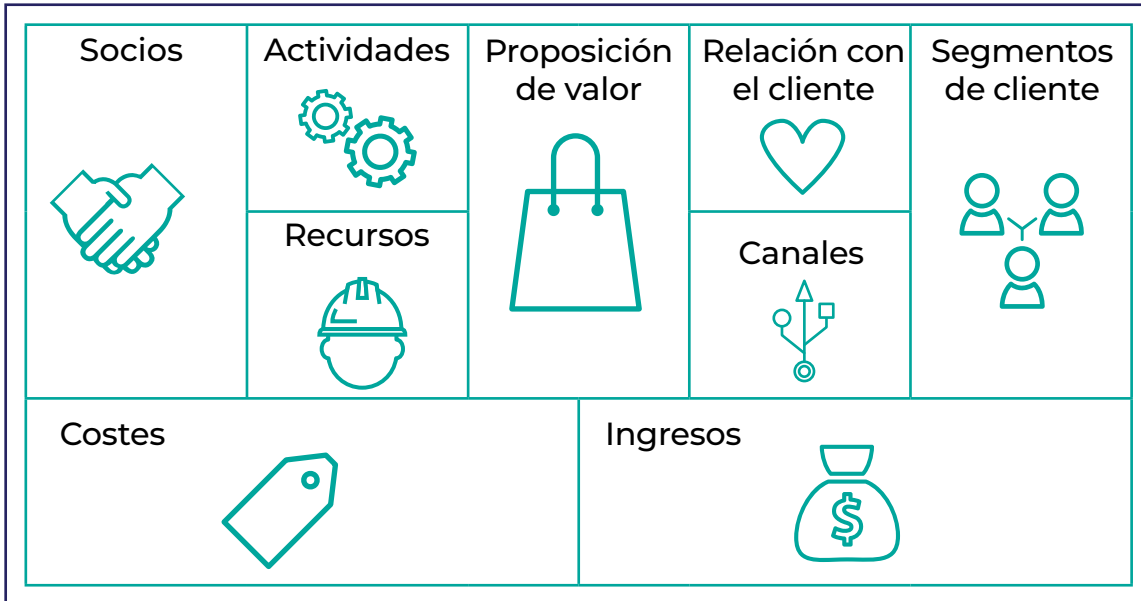 Socios
Actividades
Recursos
Proposición
de valor
Relación con
el cliente
Canales
Segmentos
de cliente
Costes
Ingresos
$